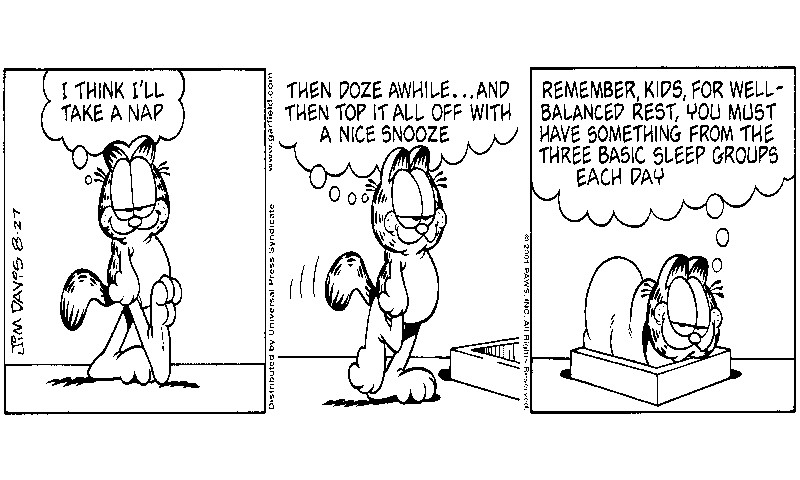 I THINK I'LL
TAKE A NAP
JIM DAVIS 8-27
www.garfield.com
Distributed by Universal Press Syndicate
THEN DOZE AWHILE...AND
THEN TOP IT ALL OFF WITH
A NICE SNOOZE
© 2001 PAWS, INC. All Rights Reserved.
REMEMBER, KIDS, FOR WELL-
BALANCED REST, YOU MUST
HAVE SOMETHING FROM THE
THREE BASIC SLEEP GROUPS
EACH DAY